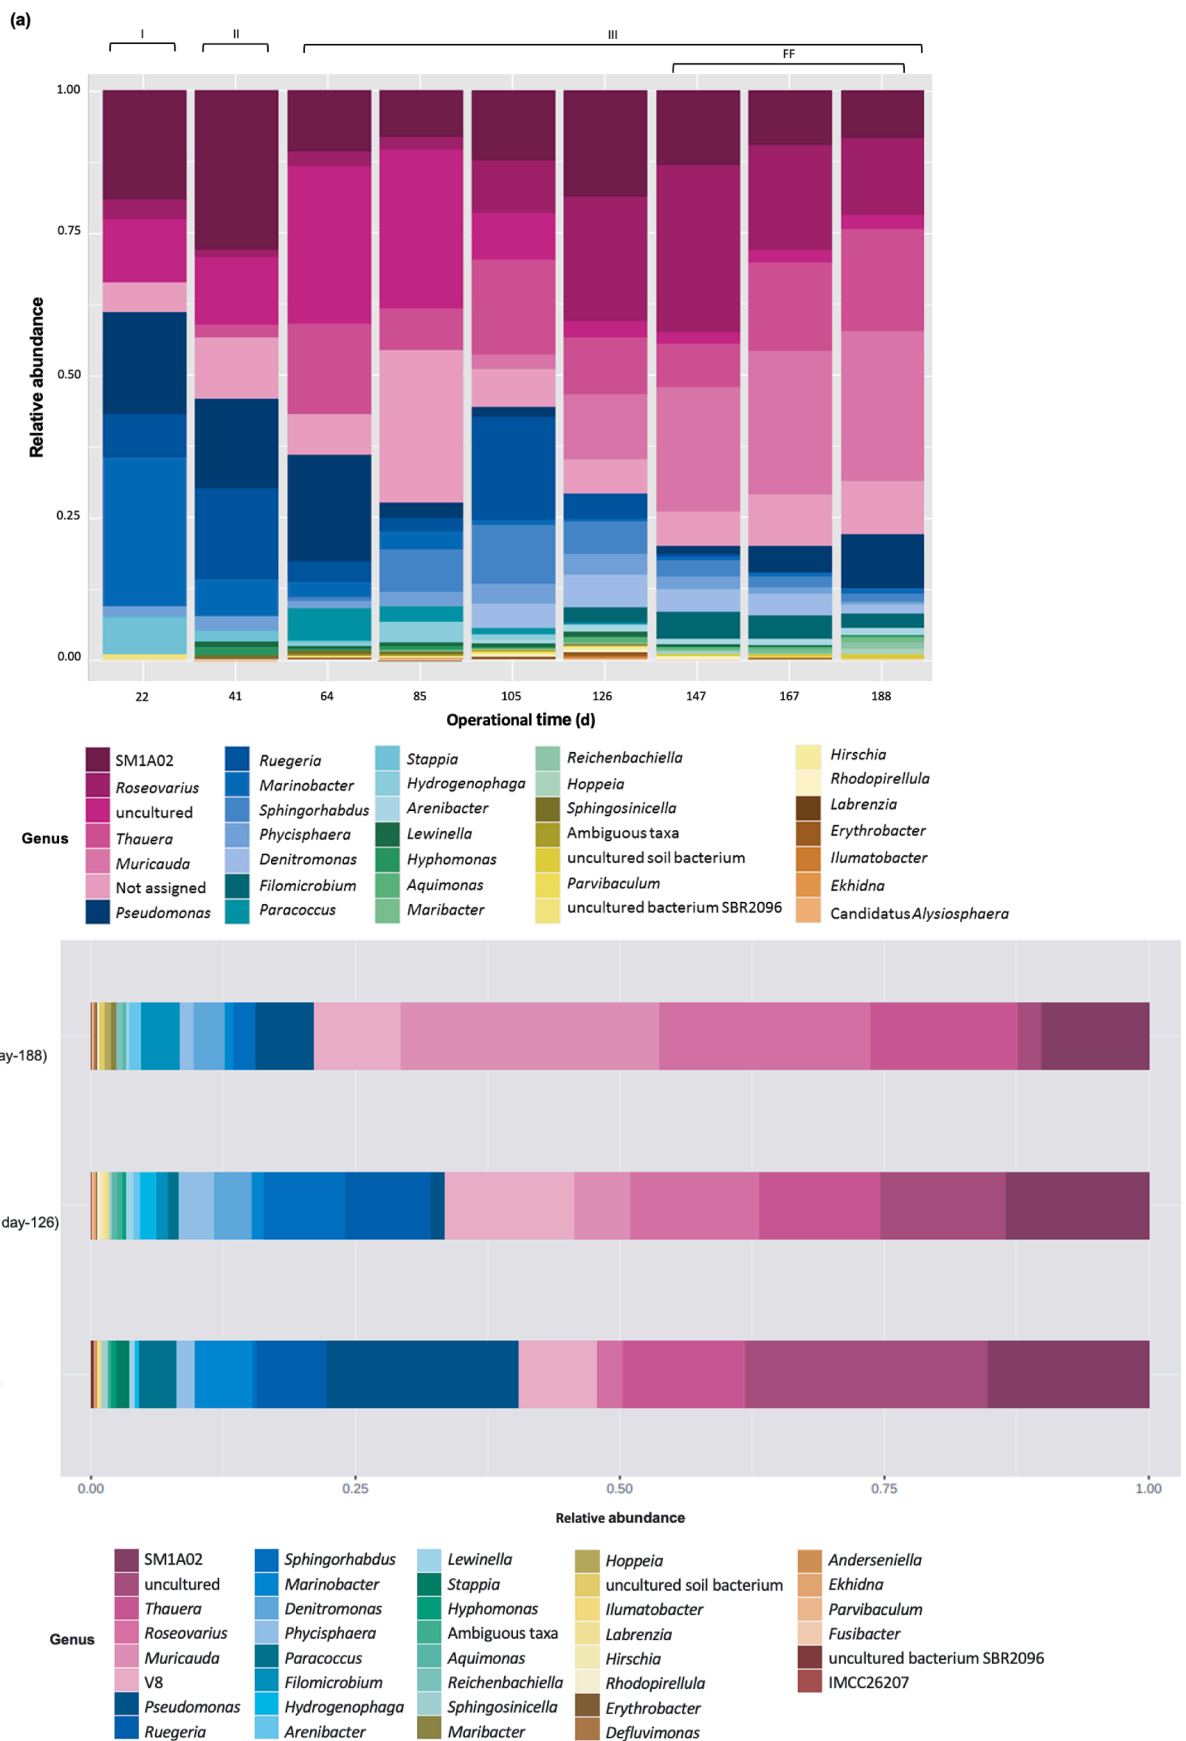 (a)
I II III
FF
1.00
0.75
0.50
0.25
0.00
Relative abundance
22 41 64 85 105 126 147 167 188
Operational time (d)
Genus
SM1A02
Roseovarius
uncultured
Thauera
Muricauda
Not assigned
Pseudomonas
Ruegeria
Marinobacter
Sphingorhabdus
Phycisphaera
Denitromonas
Filomicrobium
Paracoccus
Stappia
Hydrogenophaga
Arenibacter
Lewinella
Hyphomonas
Aquimonas
Maribacter
Reichenbachiella
Hoppeia
Sphingosinicella
Ambiguous taxa
uncultured soil bacterium
Parvibaculum
uncultured bacterium SBR2096
Hirschia
Rhodopirellula
Labrenzia
Erythrobacter
Ilumatobacter
Ekhidna
Candidatus Alysiosphaera
ay-188)
day-126)
0.00 0.25 0.50 0.75 1.00
Relative abundance
Genus
SM1A02
uncultured
Thauera
Roseovarius
Muricauda
V8
Pseudomonas
Ruegeria
Sphingorhabdus
Marinobacter
Denitromonas
Phycisphaera
Paracoccus
Filomicrobium
Hydrogenophaga
Arenibacter
Lewinella
Stappia
Hyphomonas
Ambiguous taxa
Aquimonas
Reichenbachiella
Sphingosinicella
Maribacter
Hoppeia
uncultured soil bacterium
Ilumatobacter
Labrenzia
Hirschia
Rhodopirellula
Erythrobacter
Defluvimonas
Anderseniella
Ekhidna
Parvibaculum
Fusibacter
uncultured bacterium SBR2096
IMCC26207